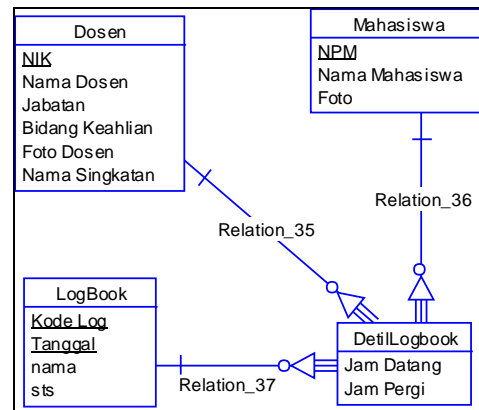 Dosen
NIK
Nama Dosen
Jabatan
Bidang Keahlian
Foto Dosen
Nama Singkatan
Mahasiswa
NPM
Nama Mahasiswa
Foto
Relation_36
Relation_35
LogBook
Kode Log
Tanggal
nama
sts
Relation_37
DetilLogbook
Jam Datang
Jam Pergi